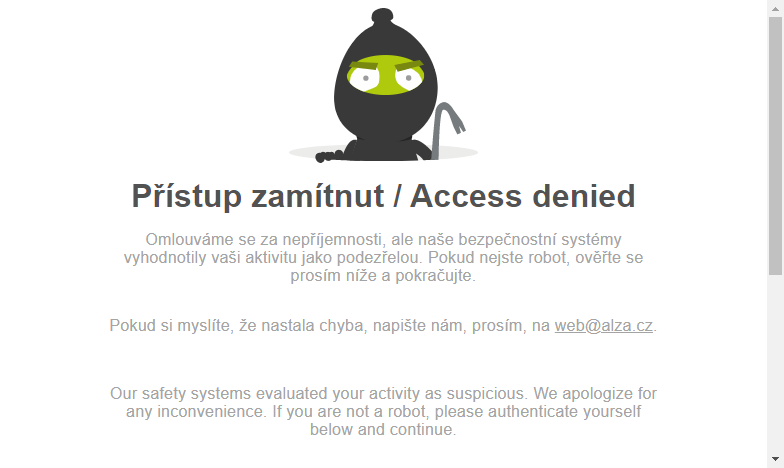 Přístup zamítnut / Access denied
Omlouváme se za nepříjemnosti, ale naše bezpečnostní systémy
vyhodnotily vaši aktivitu jako podezřelou. Pokud nejste robot, ověřte se
prosím níže a pokračujte.
Pokud si myslíte, že nastala chyba, napište nám, prosím, na web@alza.cz.
Our safety systems evaluated your activity as suspicious. We apologize for
any inconvenience. If you are not a robot, please authenticate yourself
below and continue.